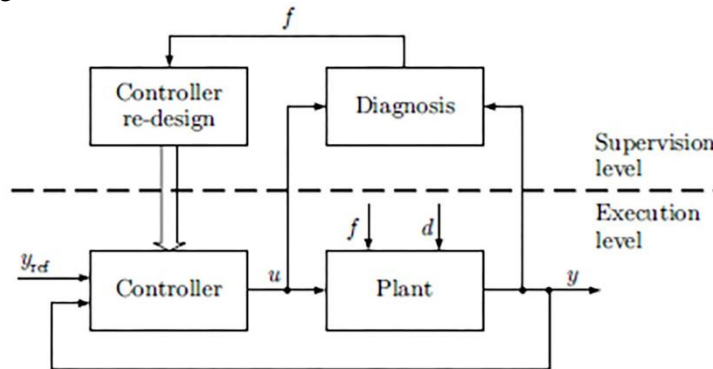 f
Controller
re-design
Diagnosis
Supervision
level
Execution
level
f
d
y_ref
Controller
u
Plant
y